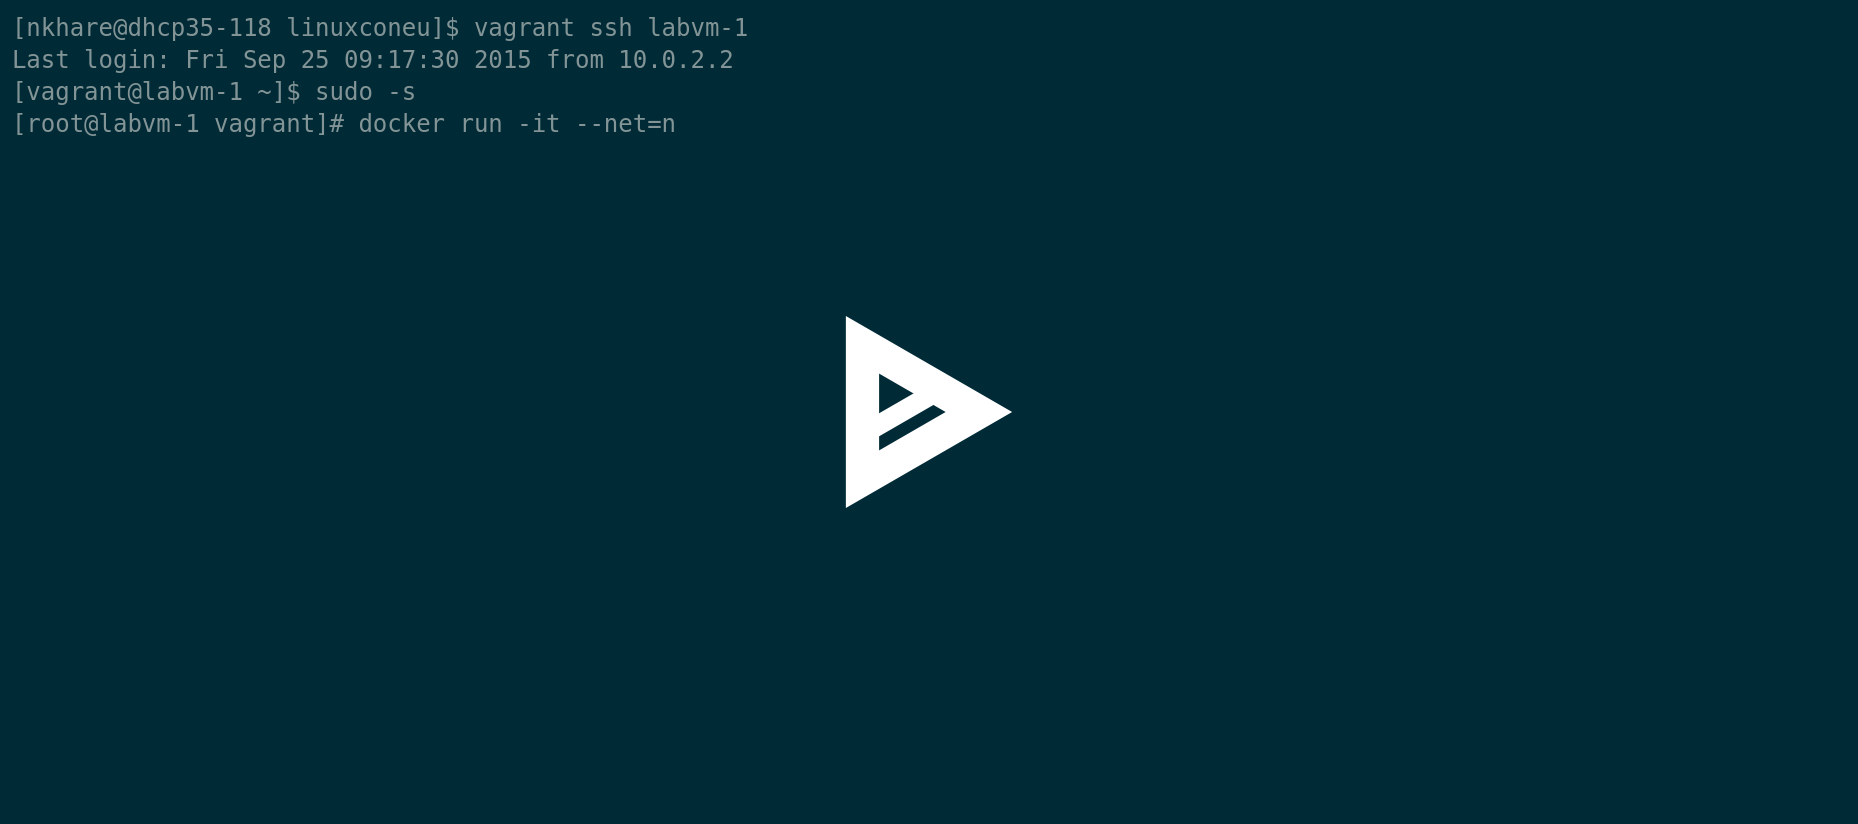 [nkhare@dhcp35-118 linuxconeu]$ vagrant ssh labvm-1
Last login: Fri Sep 25 09:17:30 2015 from 10.0.2.2
[vagrant@labvm-1 ~]$ sudo -s
[root@labvm-1 vagrant]# docker run -it --net=n